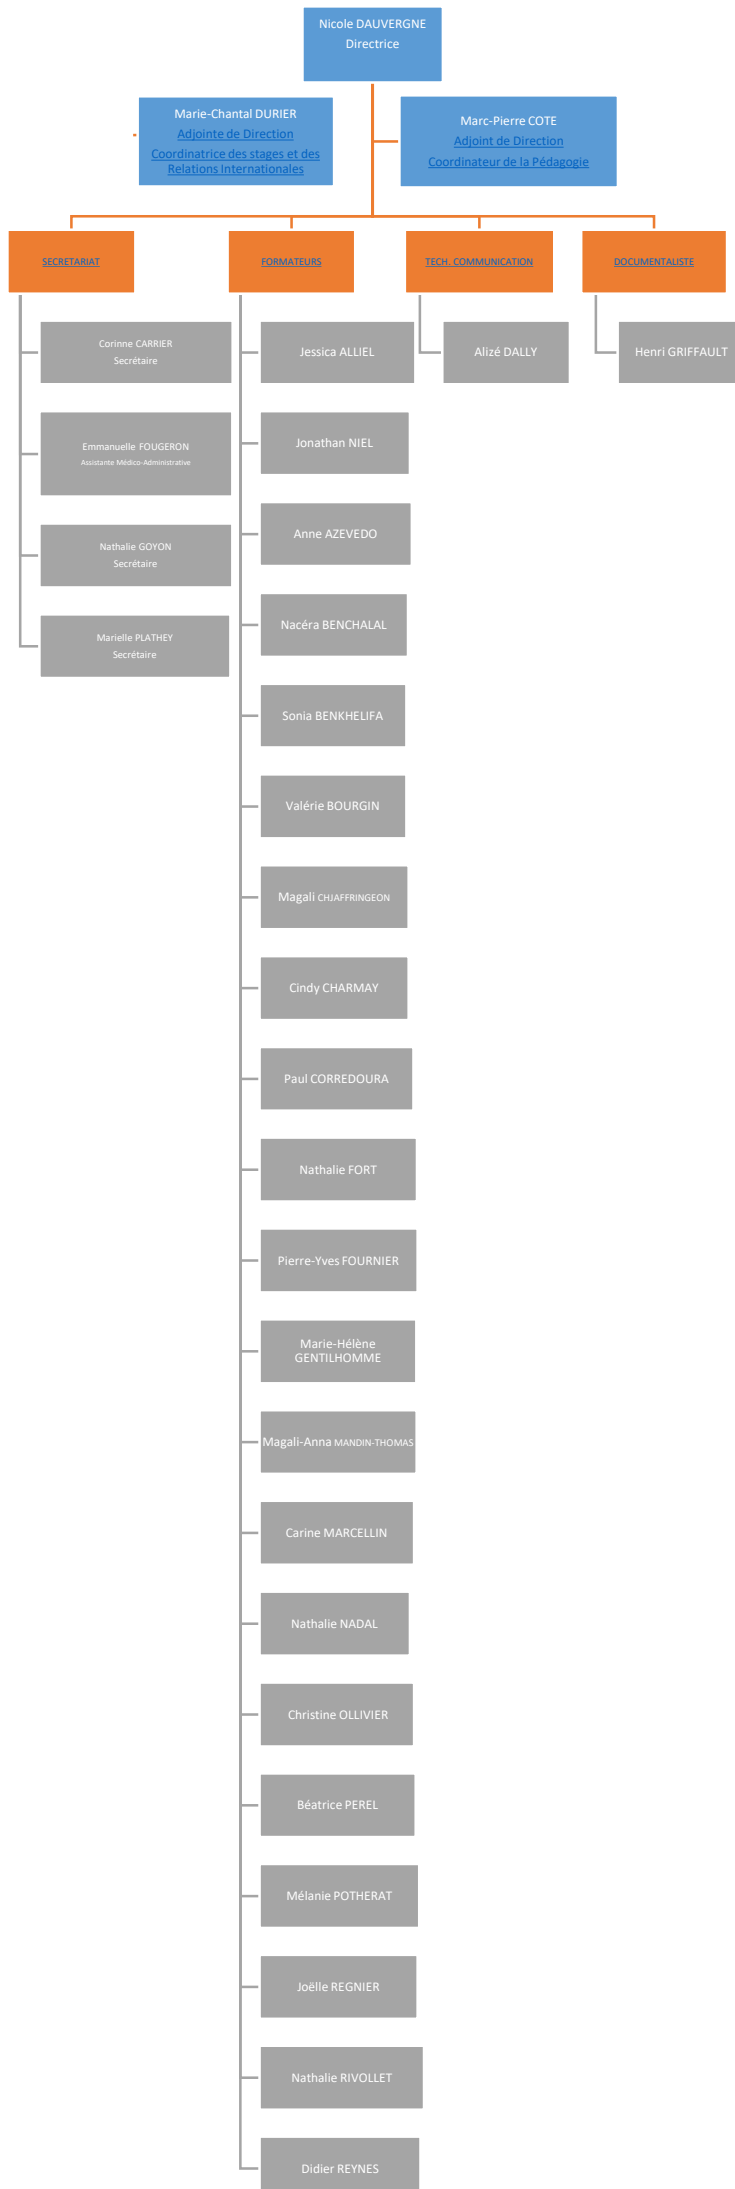 Nicole DAUVERGNE
Directrice
Marie-Chantal DURIER
Adjointe de Direction
Coordinatrice des stages et des
Relations Internationales
Marc-Pierre COTE
Adjoint de Direction
Coordinateur de la Pédagogie
SECRETARIAT
FORMATEURS
TECH. COMMUNICATION
DOCUMENTALISTE
Corinne CARRIER
Secrétaire
Emmanuelle FOUGERON
Assistante Médico-Administrative
Nathalie GOYON
Secrétaire
Marielle PLATHEY
Secrétaire
Jessica ALLIEL
Jonathan NIEL
Anne AZEVEDO
Nacéra BENCHALAL
Sonia BENKHELIFA
Valérie BOURGIN
Magali CHJAFFRINGEON
Cindy CHARMAY
Paul CORREDOURA
Nathalie FORT
Pierre-Yves FOURNIER
Marie-Hélène
GENTILHOMME
Magali-Anna MANDIN-THOMAS
Carine MARCELLIN
Nathalie NADAL
Christine OLLIVIER
Béatrice PEREL
Mélanie POTHERAT
Joëlle REGNIER
Nathalie RIVOLLET
Didier REYNES
Alizé DALLY
Henri GRIFFAULT